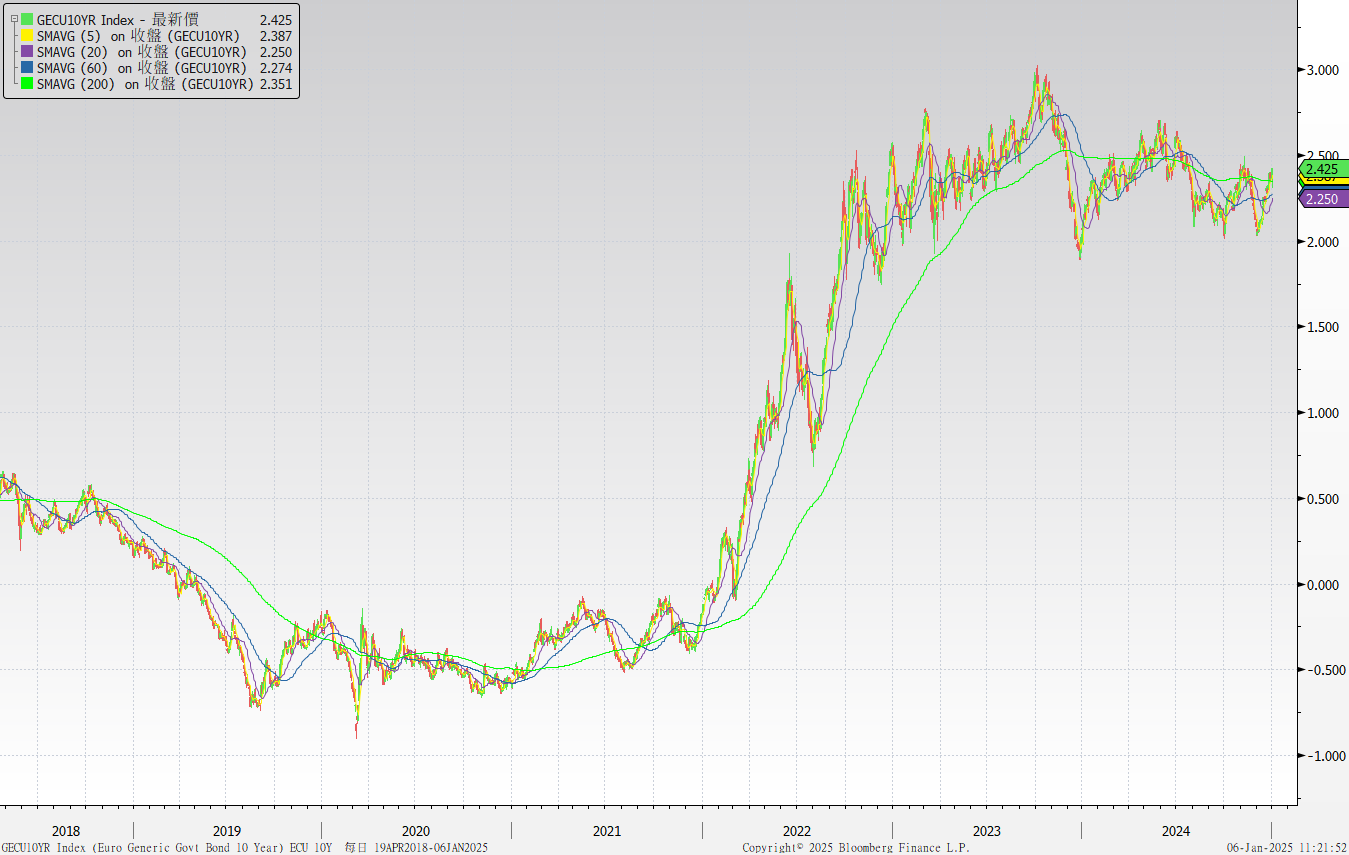 GECU10YR Index - 最新價 2.425
SMAVG (5) on 收盤 (GECU10YR) 2.387
SMAVG (20) on 收盤 (GECU10YR) 2.250
SMAVG (60) on 收盤 (GECU10YR) 2.274
SMAVG (200) on 收盤 (GECU10YR) 2.351
3.000
2.500
2.425
2.387
2.250
2.000
1.500
1.000
0.500
0.000
-0.500
-1.000
2018 2019 2020 2021 2022 2023 2024
GECU10YR Index (Euro Generic Govt Bond 10 Year) ECU 10Y 每日 19APR2018-06JAN2025 Copyright© 2025 Bloomberg Finance L.P. 06-Jan-2025 11:21:52